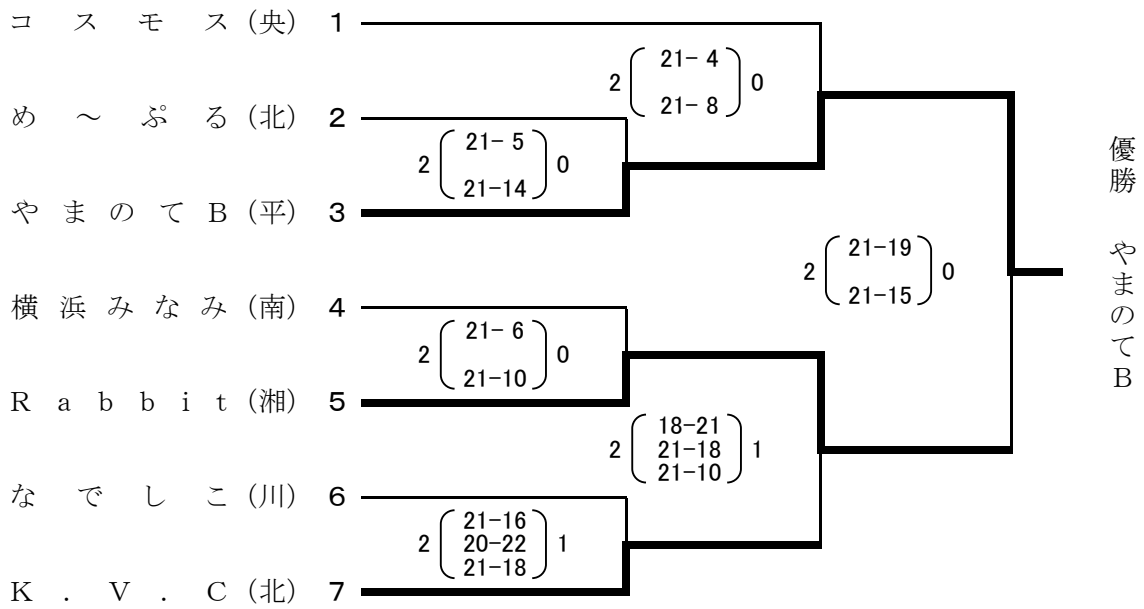 コスモス（央） 1
21- 4
2 0
21- 8
め～ぷる（北） 2
21- 5
2 0
21-14
やまのてＢ（平） 3
優勝 やまのてＢ
21-19
2 0
21-15
横浜みなみ（南） 4
21- 6
2 0
21-10
Ｒａｂｂｉｔ（湘） 5
18-21
2 21-18 1
21-10
なでしこ（川） 6
21-16
2 20-22 1
21-18
Ｋ．Ｖ．Ｃ（北） 7